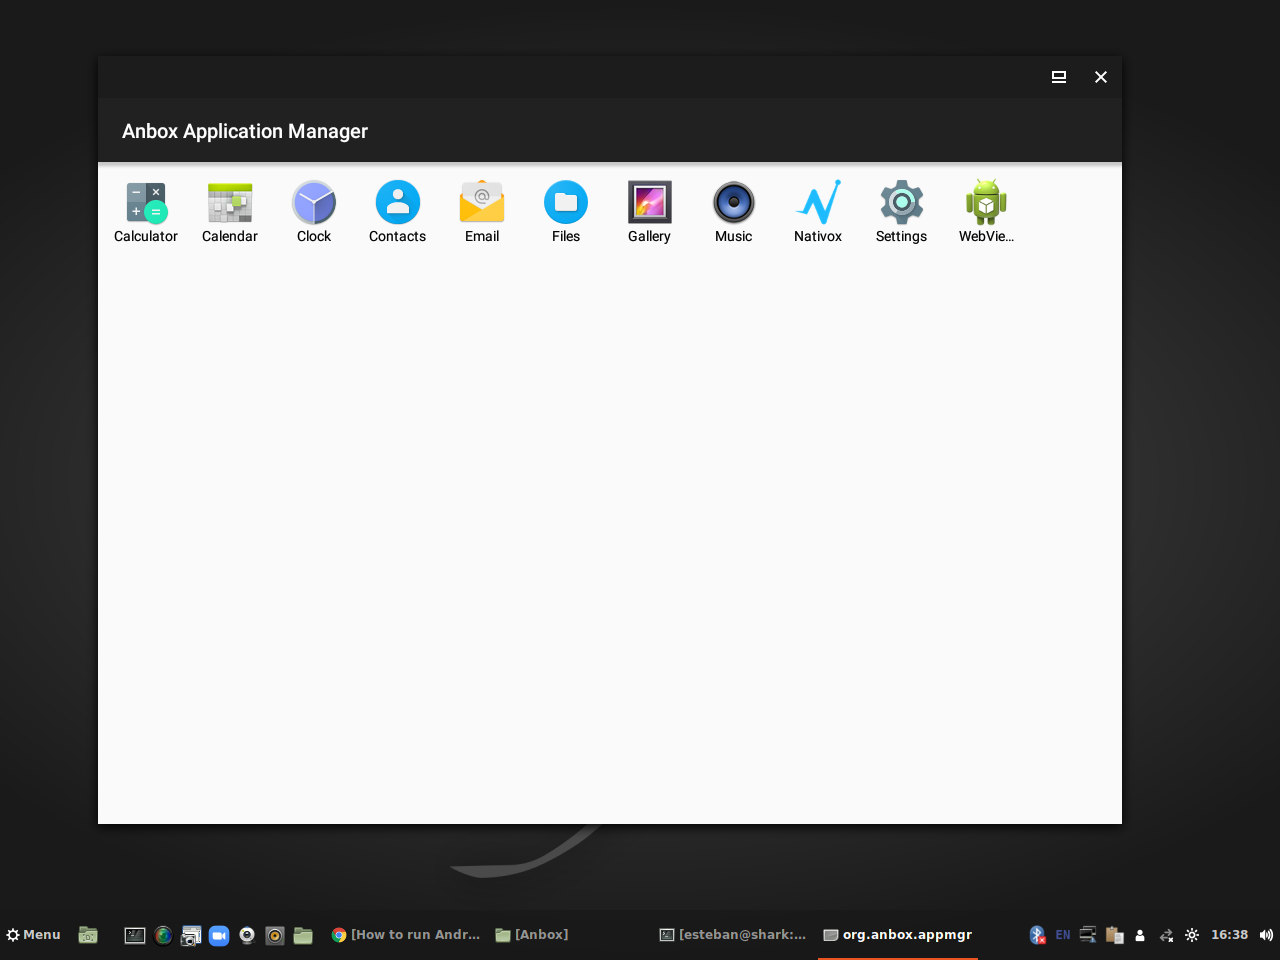 Anbox Application Manager
Calculator Calendar Clock Contacts Email Files Gallery Music Nativox Settings WebVie...
Menu [How to run Andr... [Anbox] [esteban@shark:... org.anbox.appmgr EN 16:38